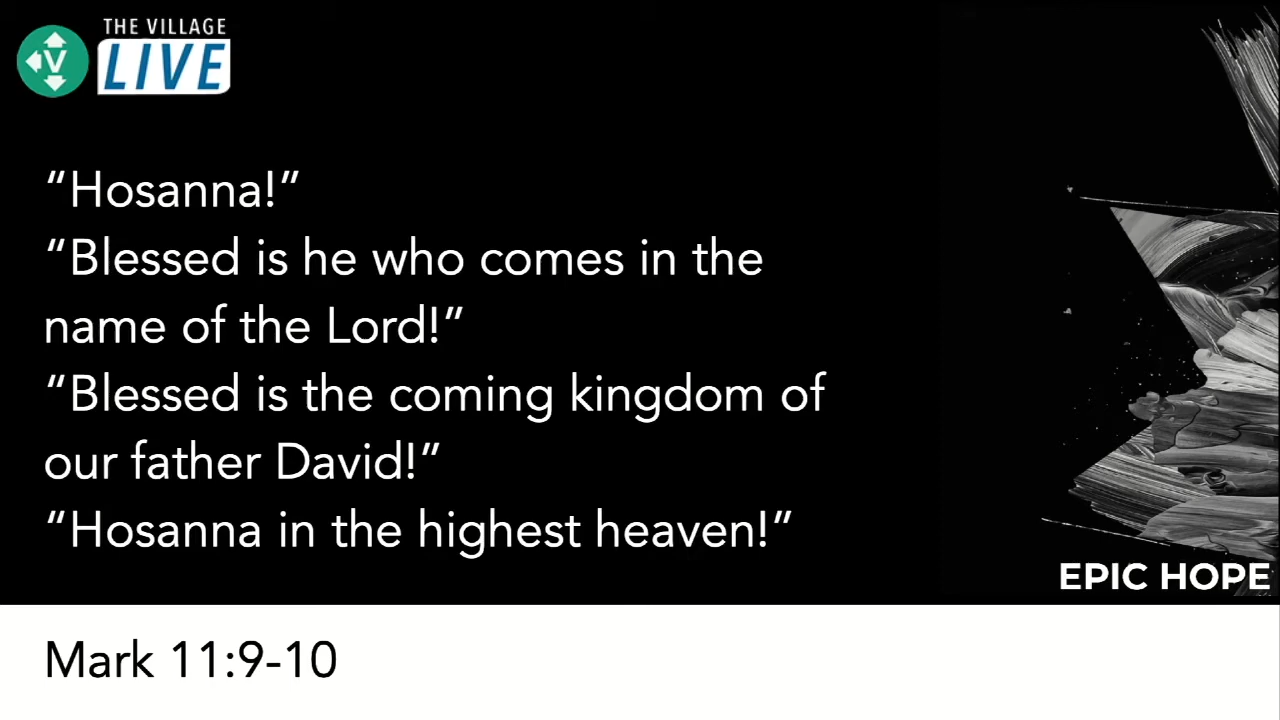 THE VILLAGE
V LIVE
“Hosanna!”
“Blessed is he who comes in the
name of the Lord!”
“Blessed is the coming kingdom of
our father David!”
“Hosanna in the highest heaven!”
EPIC HOPE
Mark 11:9-10